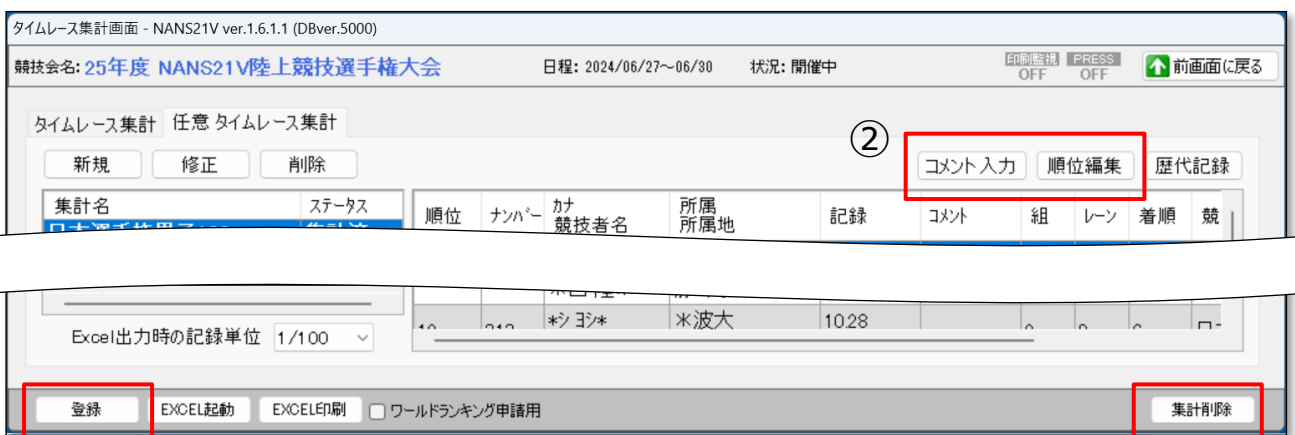 タイムレース集計画面 - NANS21V ver.1.6.1.1 (DBver.5000)
競技会名: 25年度 NANS21V陸上競技選手権大会 日程: 2024/06/27～06/30 状況: 開催中 印刷監視 OFF PRESS OFF 前画面に戻る
タイムレース集計 任意 タイムレース集計
②
新規 修正 削除 コメント入力 順位編集 歴代記録
集計名 ステータス
順位 ナンバー カナ 競技者名 所属 所属地 記録 コメント 組 レーン 着順 競
*シ ヨシ* 米波大 10.28
Excel出力時の記録単位 1/100
登録 EXCEL起動 EXCEL印刷 ワールドランキング申請用 集計削除